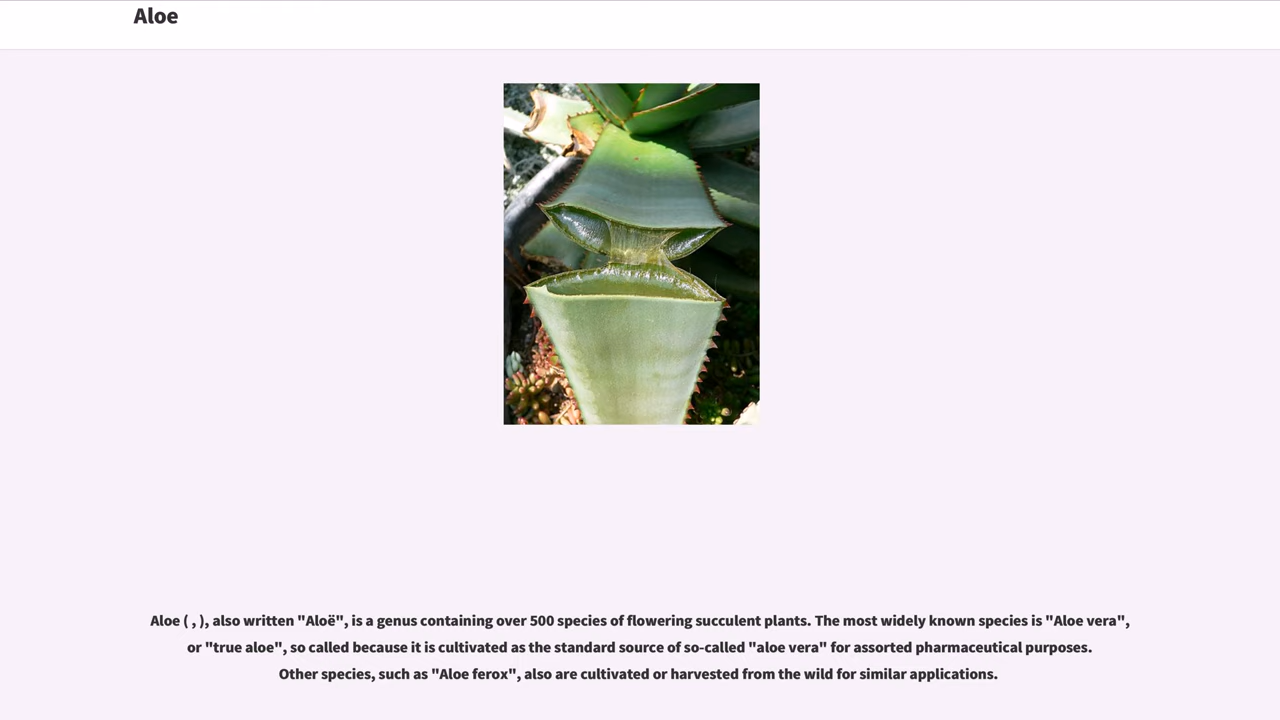 Aloe
Aloe ( , ), also written "Aloë", is a genus containing over 500 species of flowering succulent plants. The most widely known species is "Aloe vera",
or "true aloe", so called because it is cultivated as the standard source of so-called "aloe vera" for assorted pharmaceutical purposes.
Other species, such as "Aloe ferox", also are cultivated or harvested from the wild for similar applications.